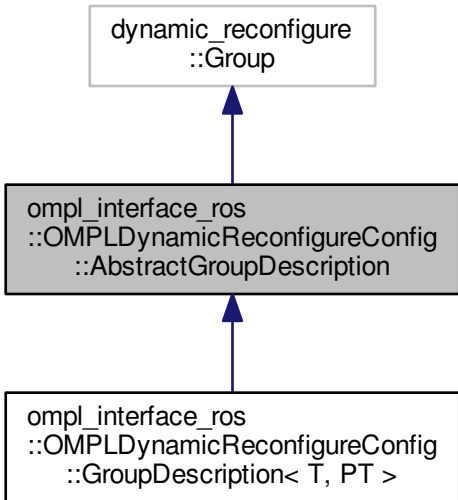 dynamic_reconfigure
::Group
ompl_interface_ros
::OMPLDynamicReconfigureConfig
::AbstractGroupDescription
ompl_interface_ros
::OMPLDynamicReconfigureConfig
::GroupDescription< T, PT >